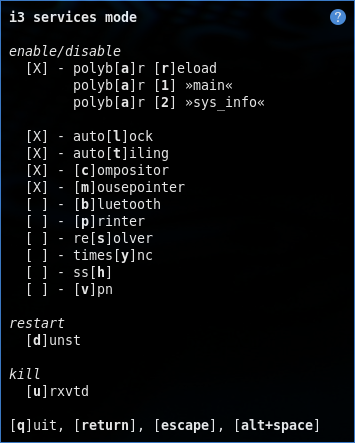 i3 services mode ?
enable/disable
[X] - polyb[a]r [r]eload
polyb[a]r [1] »main«
polyb[a]r [2] »sys_info«
[X] - auto[l]ock
[X] - auto[t]iling
[X] - [c]ompositor
[X] - [m]ousepointer
[ ] - [b]luetooth
[ ] - [p]rinter
[ ] - re[s]olver
[ ] - times[y]nc
[ ] - ss[h]
[ ] - [v]pn
restart
[d]unst
kill
[u]rxvtd
[q]uit, [return], [escape], [alt+space]